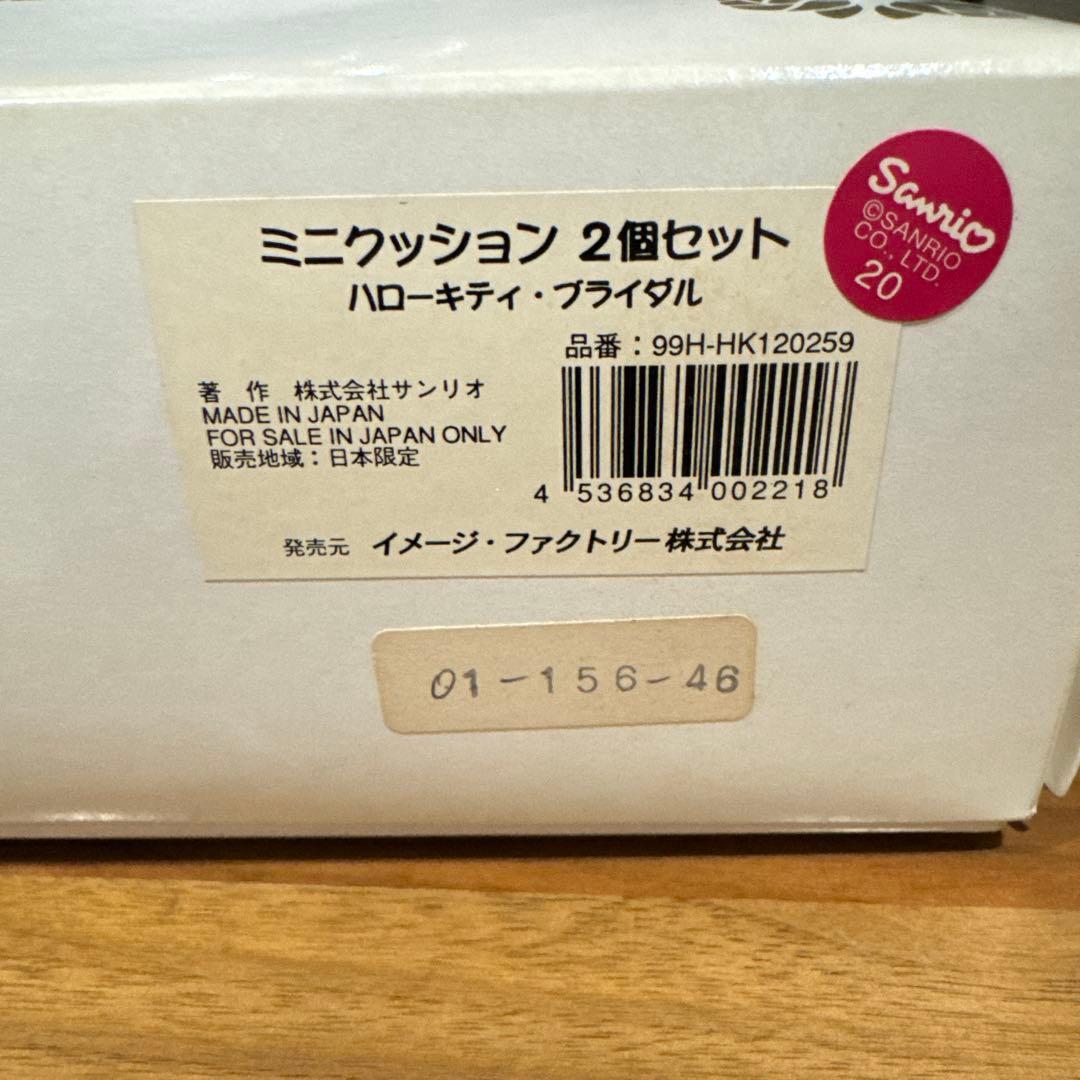 Sanrio
©SANRIO
CO., LTD.
20
ミニクッション 2個セット
ハローキティ・ブライダル
品番：99H-HK120259
著　作　株式会社サンリオ
MADE IN JAPAN
FOR SALE IN JAPAN ONLY
販売地域：日本限定
4 536834 002218
発売元　イメージ・ファクトリー株式会社
01-156-46